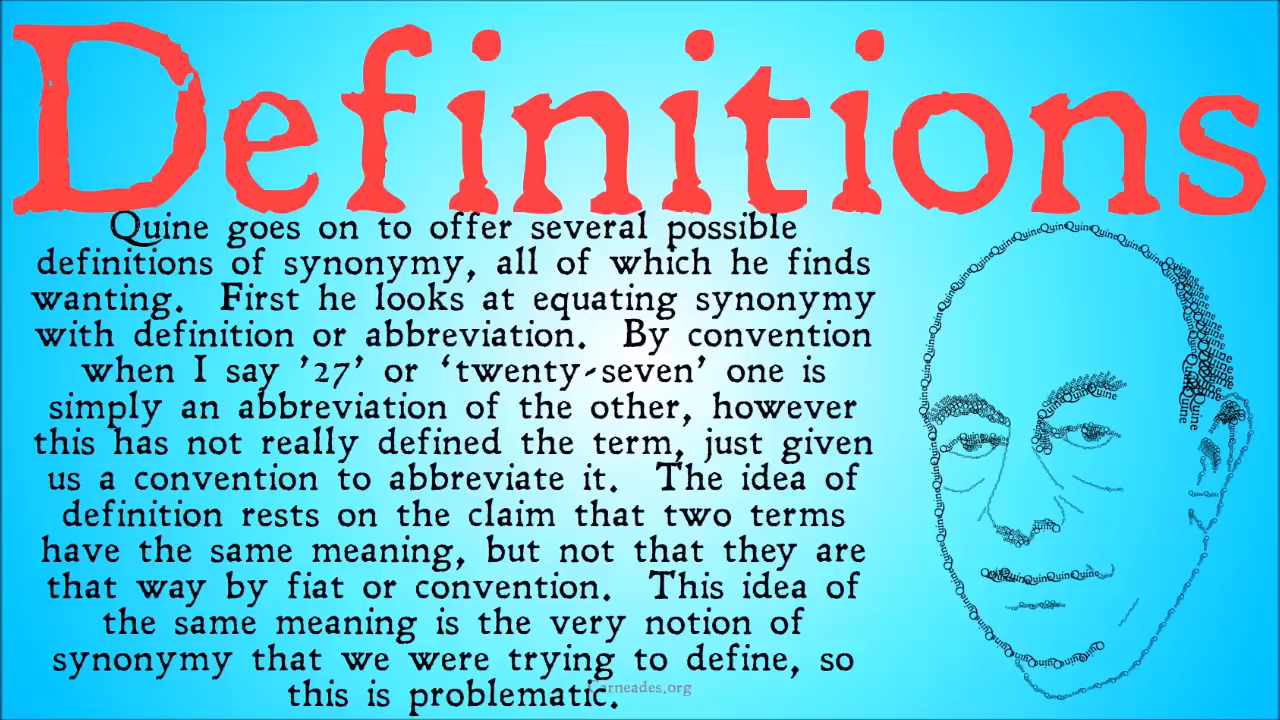 Definitions
Quine goes on to offer several possible
definitions of synonymy, all of which he finds
wanting.  First he looks at equating synonymy
with definition or abbreviation.  By convention
when I say '27' or ‘twenty-seven’ one is
simply an abbreviation of the other, however
this has not really defined the term, just given
us a convention to abbreviate it.  The idea of
definition rests on the claim that two terms
have the same meaning, but not that they are
that way by fiat or convention.  This idea of
the same meaning is the very notion of
synonymy that we were trying to define, so
this is problematic.
Carneades.org
Quine